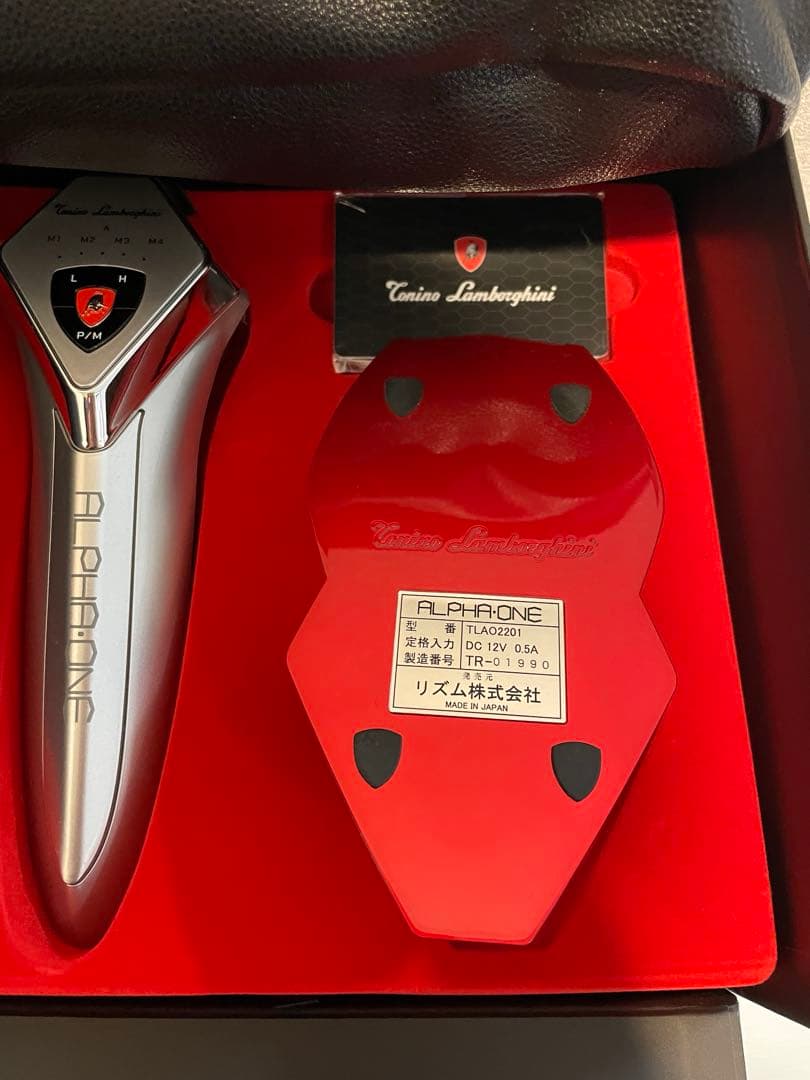 Tonino Lamborghini
A
M1 M2 M3 M4
L H
P/M
ALPHA·ONE
Tonino Lamborghini
Tonino Lamborghini
ALPHA·ONE
型 番 TLAO2201
定格入力 DC 12V 0.5A
製造番号 TR-01990
発売元
リズム株式会社
MADE IN JAPAN